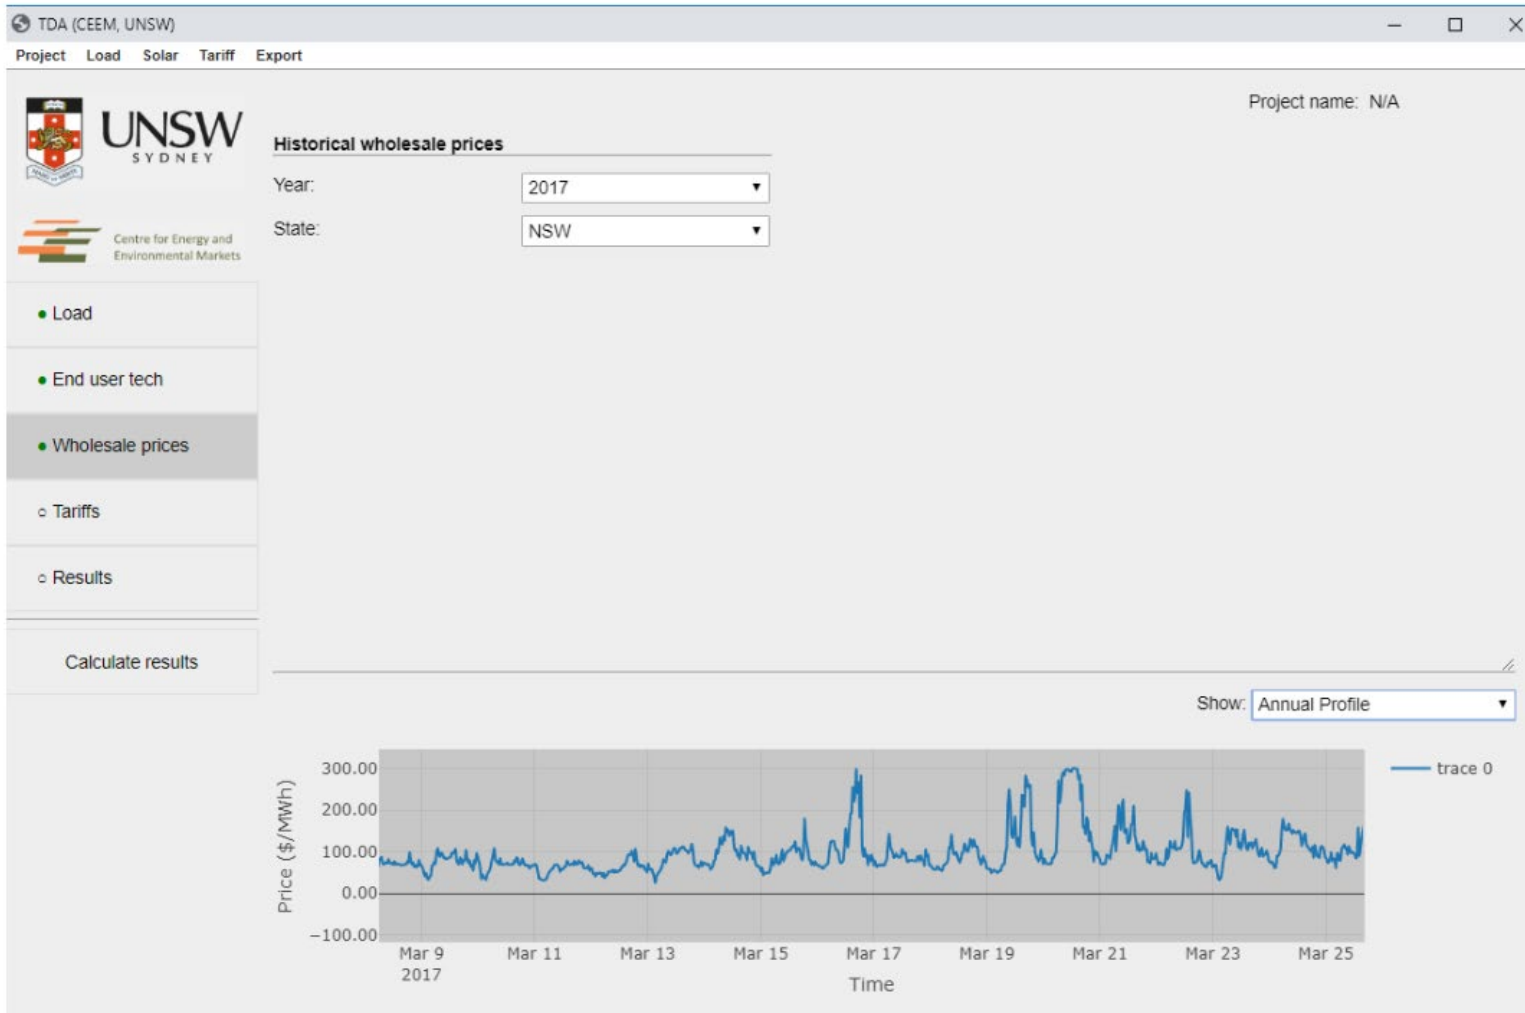 TDA (CEEM, UNSW)
Project Load Solar Tariff Export
UNSW
SYDNEY
Centre for Energy and
Environmental Markets
Load
End user tech
Wholesale prices
Tariffs
Results
Calculate results
Project name: N/A
Historical wholesale prices
Year: 2017
State: NSW
Show: Annual Profile
Price ($/MWh)
300.00
200.00
100.00
0.00
−100.00
Mar 9 Mar 11 Mar 13 Mar 15 Mar 17 Mar 19 Mar 21 Mar 23 Mar 25
2017
Time
trace 0